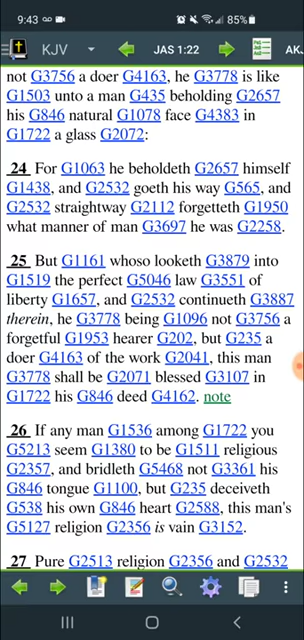 9:43
85%
KJV
JAS 1:22
AK
not G3756 a doer G4163, he G3778 is like
G1503 unto a man G435 beholding G2657
his G846 natural G1078 face G4383 in
G1722 a glass G2072:
24 For G1063 he beholdeth G2657 himself
G1438, and G2532 goeth his way G565, and
G2532 straightway G2112 forgetteth G1950
what manner of man G3697 he was G2258.
25 But G1161 whoso looketh G3879 into
G1519 the perfect G5046 law G3551 of
liberty G1657, and G2532 continueth G3887
therein, he G3778 being G1096 not G3756 a
forgetful G1953 hearer G202, but G235 a
doer G4163 of the work G2041, this man
G3778 shall be G2071 blessed G3107 in
G1722 his G846 deed G4162. note
26 If any man G1536 among G1722 you
G5213 seem G1380 to be G1511 religious
G2357, and bridleth G5468 not G3361 his
G846 tongue G1100, but G235 deceiveth
G538 his own G846 heart G2588, this man's
G5127 religion G2356 is vain G3152.
27 Pure G2513 religion G2356 and G2532